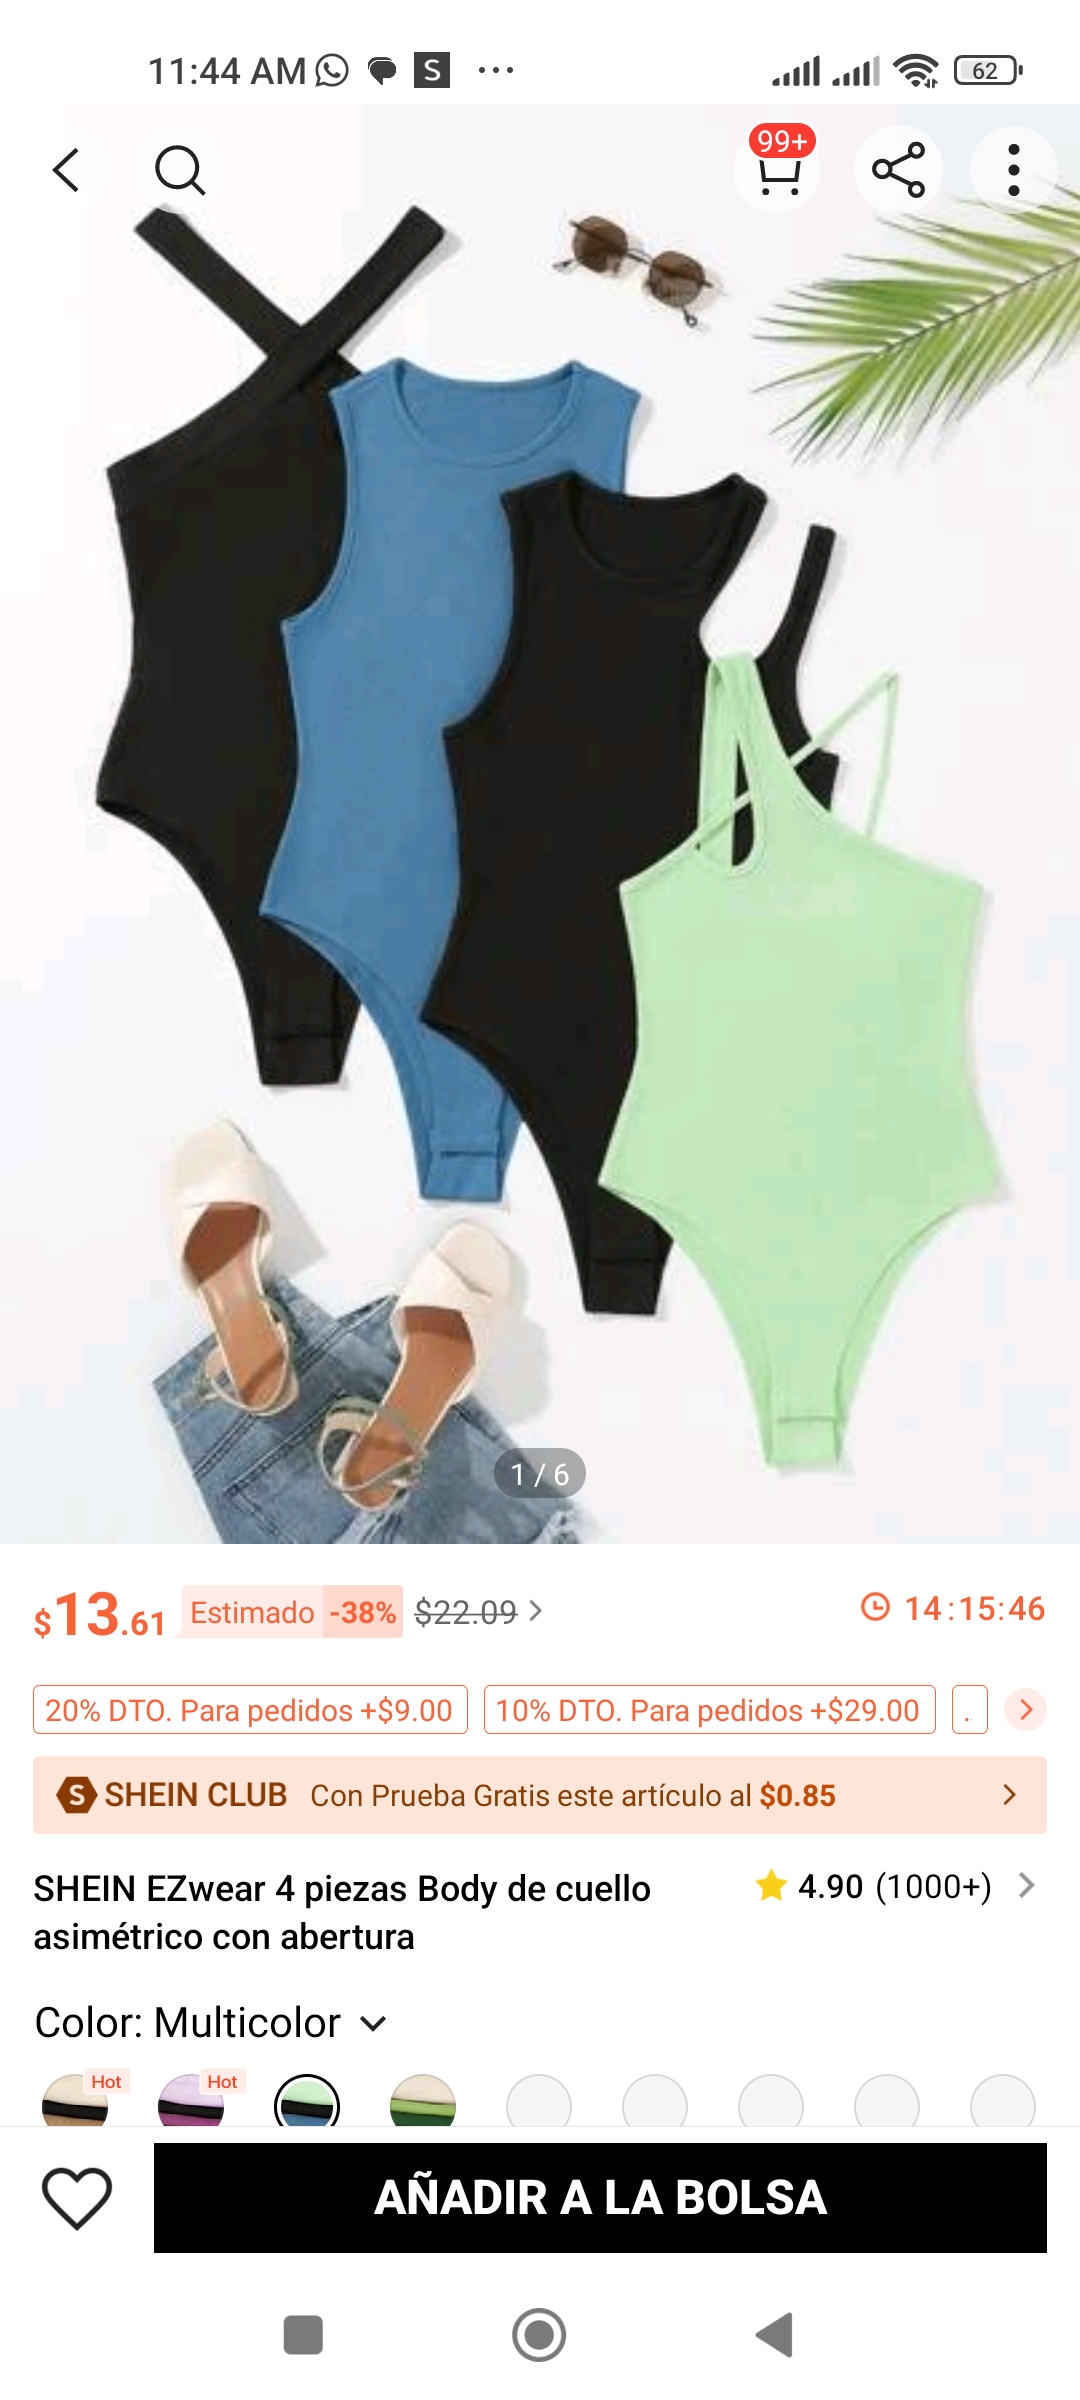 11:44 AM S ... 62
99+
1 / 6
$13.61 Estimado -38% $22.09 14:15:46
20% DTO. Para pedidos +$9.00 10% DTO. Para pedidos +$29.00 .
S SHEIN CLUB Con Prueba Gratis este artículo al $0.85
SHEIN EZwear 4 piezas Body de cuello 4.90 (1000+)
asimétrico con abertura
Color: Multicolor
Hot Hot
AÑADIR A LA BOLSA